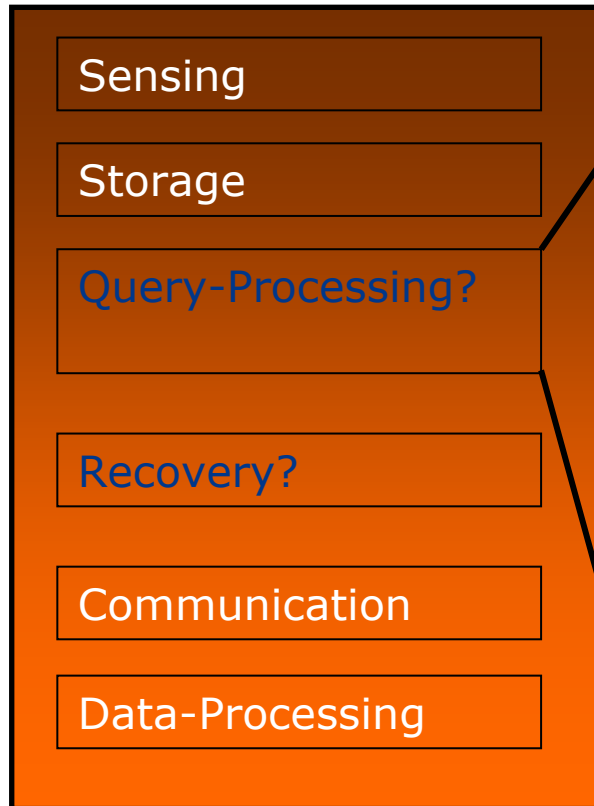 Sensing
Storage
Query-Processing?
Recovery?
Communication
Data-Processing